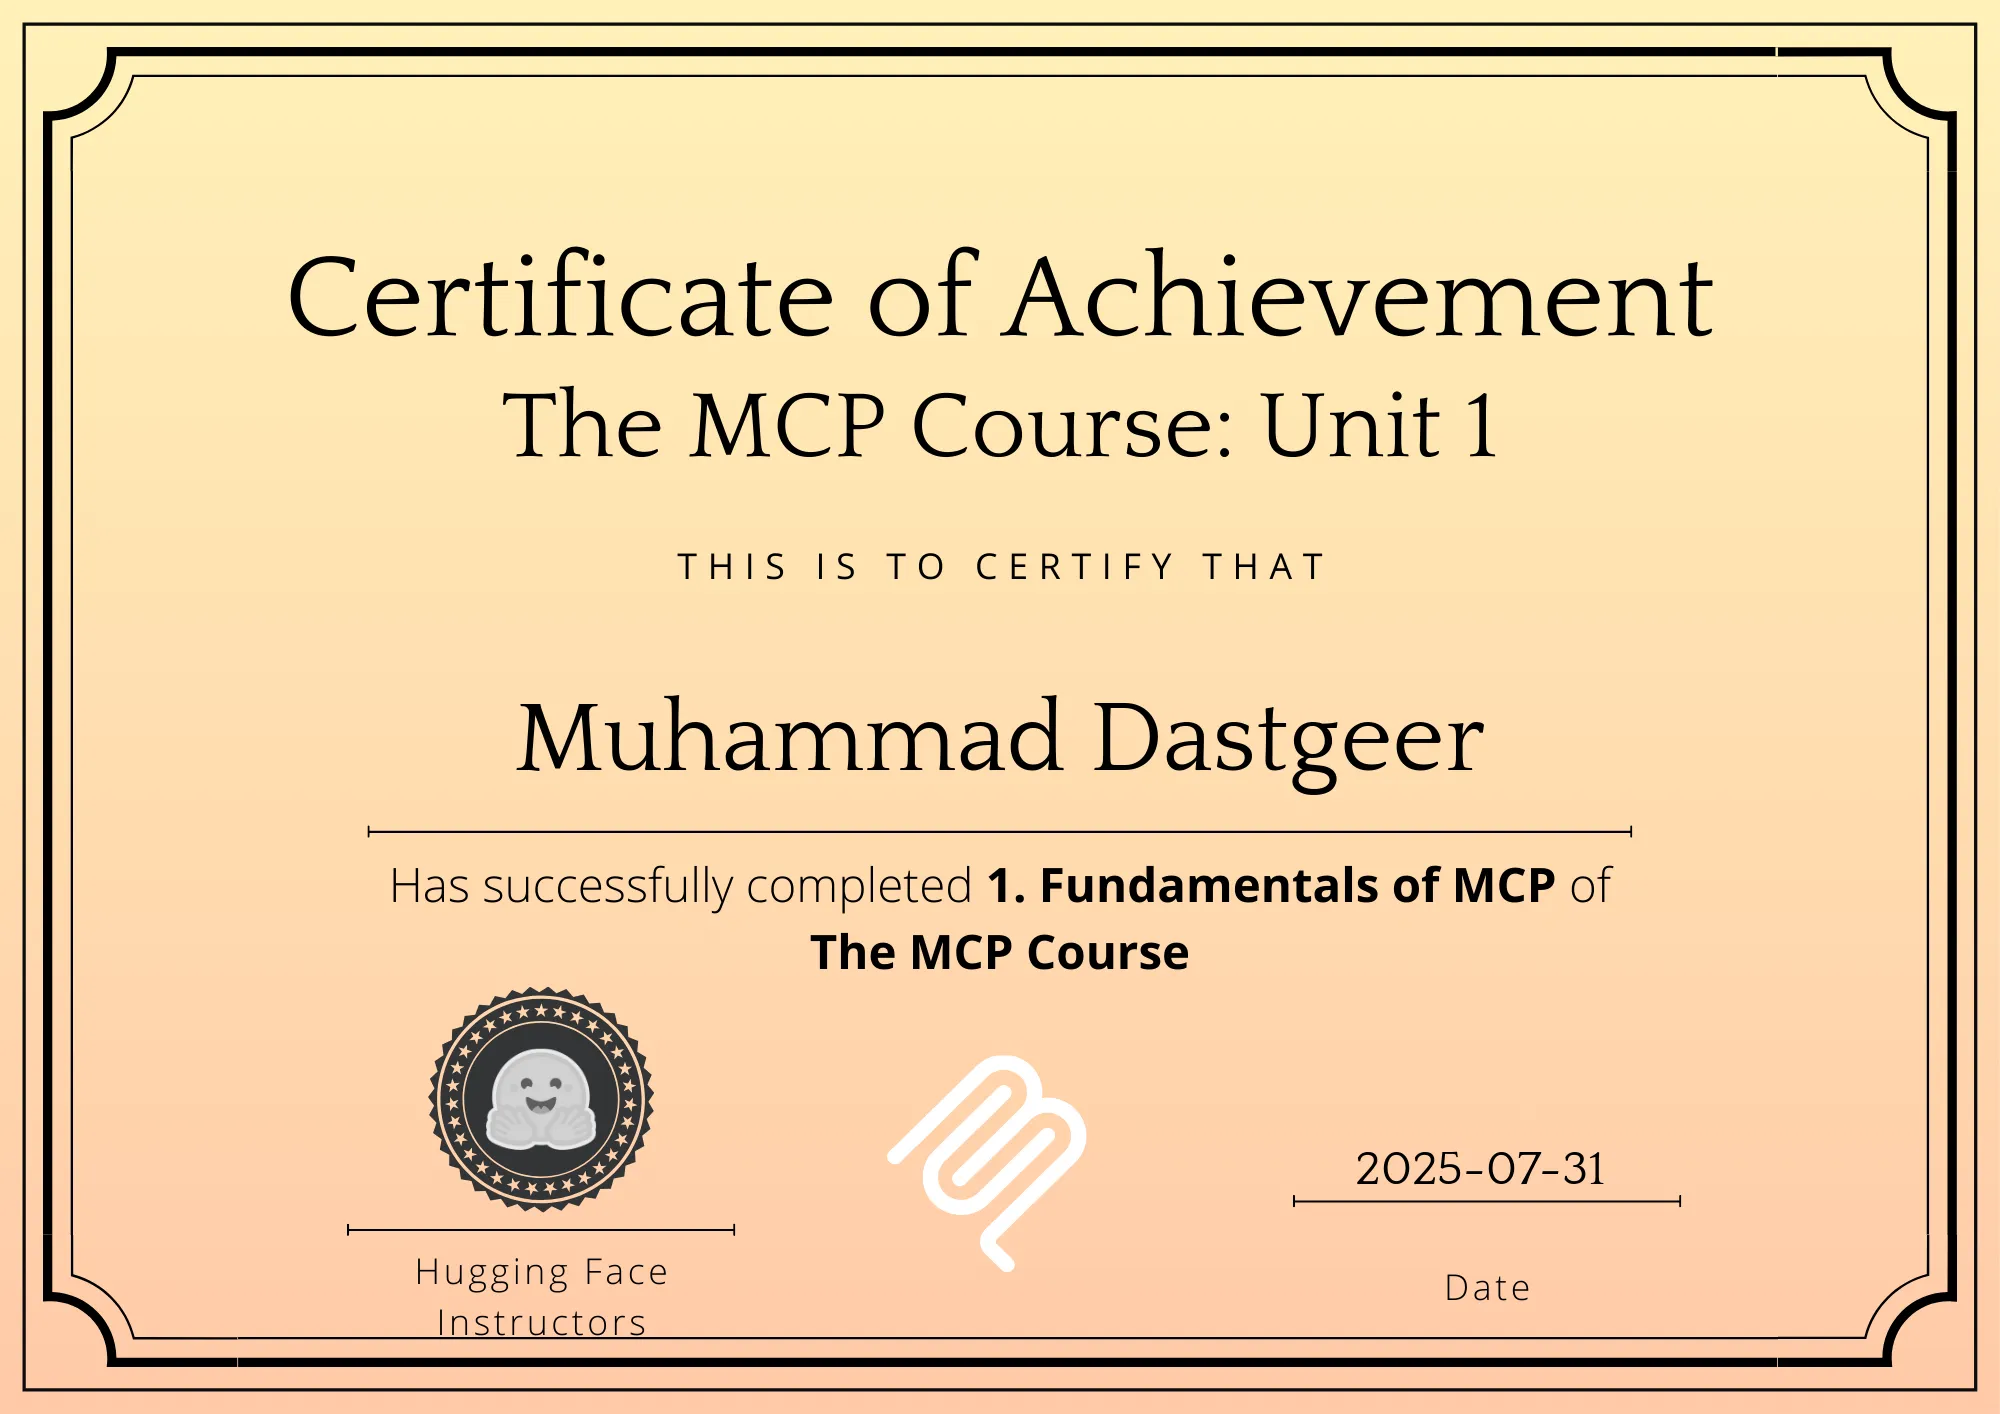 Certificate of Achievement
The MCP Course: Unit 1
THIS IS TO CERTIFY THAT
Muhammad Dastgeer
Has successfully completed 1. Fundamentals of MCP of
The MCP Course
2025-07-31
Hugging Face
Instructors
Date